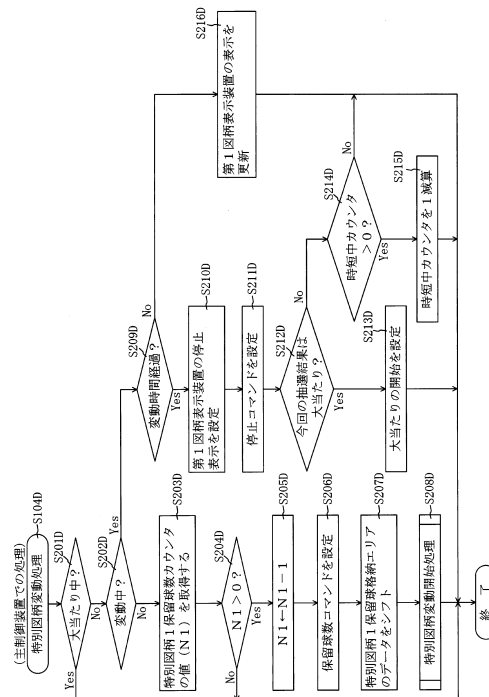 (主制御装置での処理)
特別図柄変動処理
S104D
大当たり中?
S201D
Yes
No
変動中?
S202D
Yes
No
特別図柄1保留球数カウンタ
の値(N1)を取得する
S203D
N1>0?
S204D
No
Yes
N1←N1-1
S205D
保留球数コマンドを設定
S206D
特別図柄1保留球格納エリア
のデータをシフト
S207D
特別図柄変動開始処理
S208D
変動時間経過?
S209D
No
Yes
第1図柄表示装置の停止
表示を設定
S210D
停止コマンドを設定
S211D
今回の抽選結果は
大当たり?
S212D
No
Yes
大当たりの開始を設定
S213D
時短中カウンタ
>0?
S214D
No
Yes
時短中カウンタを1減算
S215D
第1図柄表示装置の表示を
更新
S216D
終了